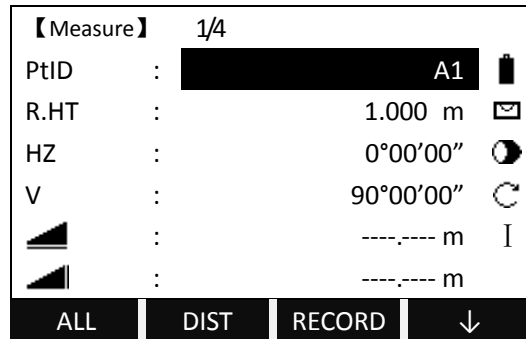 【Measure】 1/4
PtID : A1
R.HT : 1.000 m
HZ : 0°00′00″
V : 90°00′00″
: ----.---- m I
: ----.---- m
ALL DIST RECORD ↓